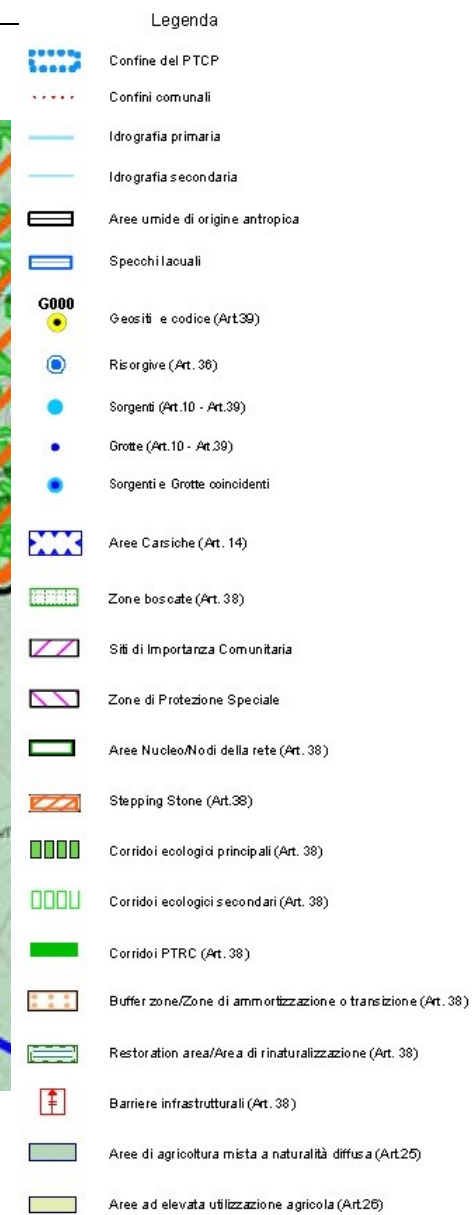 Legenda
Confine del PTCP
Confini comunali
Idrografia primaria
Idrografia secondaria
Aree umide di origine antropica
Specchi lacuali
G000
Geositi e codice (Art.39)
Risorgive (Art. 36)
Sorgenti (Art.10 - Art.39)
Grotte (Art.10 - Art.39)
Sorgenti e Grotte coincidenti
Aree Carsiche (Art. 14)
Zone boscate (Art. 38)
Siti di Importanza Comunitaria
Zone di Protezione Speciale
Aree Nucleo/Nodi della rete (Art. 38)
Stepping Stone (Art.38)
Corridoi ecologici principali (Art. 38)
Corridoi ecologici secondari (Art. 38)
Corridoi PTRC (Art. 38)
Buffer zone/Zone di ammortizzazione o transizione (Art. 38)
Restoration area/Area di rinaturalizzazione (Art. 38)
Barriere infrastrutturali (Art. 38)
Aree di agricoltura mista a naturalità diffusa (Art.25)
Aree ad elevata utilizzazione agricola (Art.26)